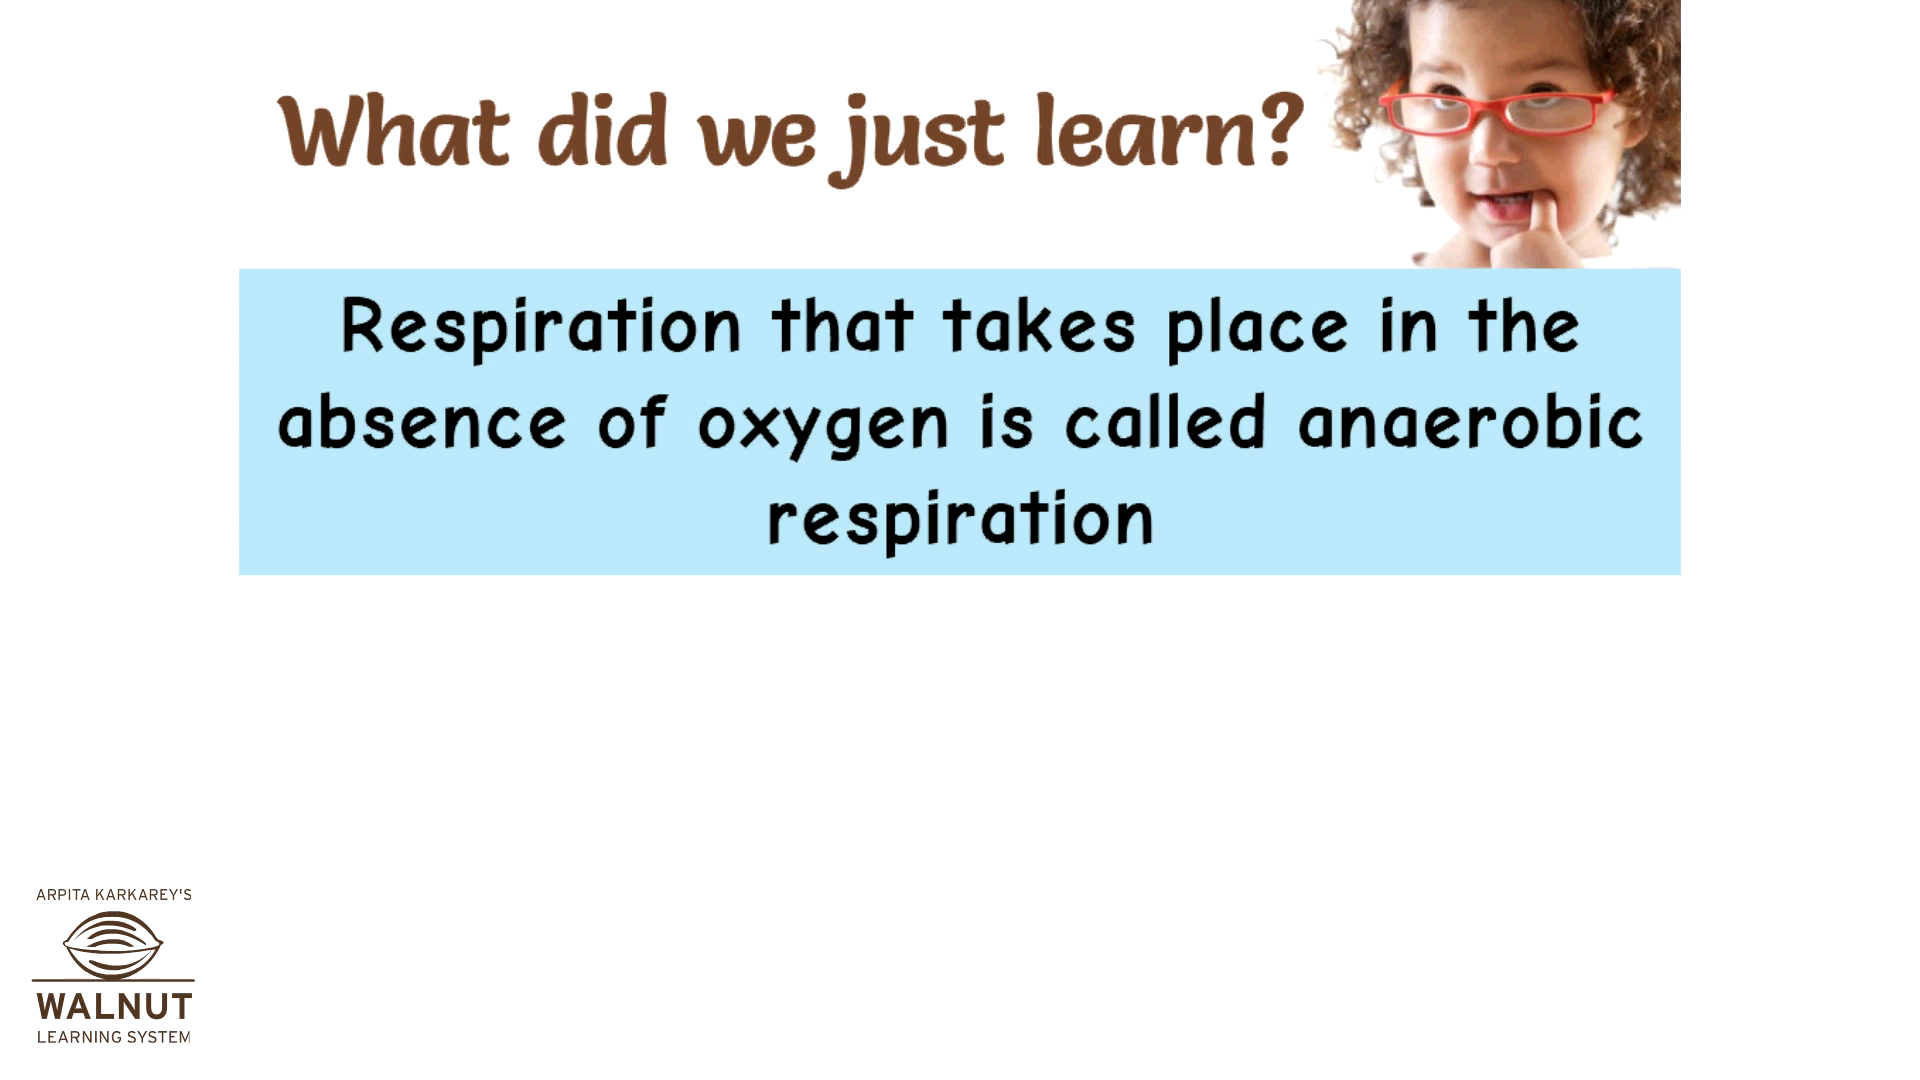 What did we just learn?
Respiration that takes place in the
absence of oxygen is called anaerobic
respiration
ARPITA KARKAREY'S
WALNUT
LEARNING SYSTEM